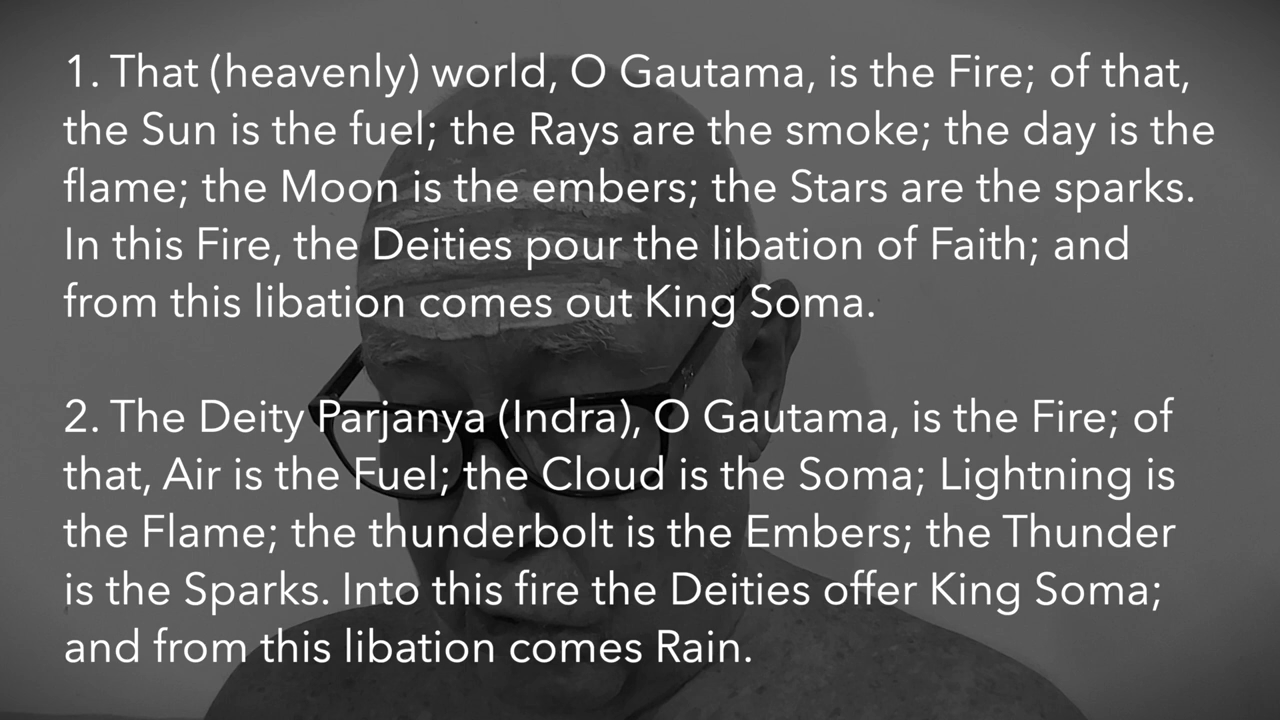 1. That (heavenly) world, O Gautama, is the Fire; of that,
the Sun is the fuel; the Rays are the smoke; the day is the
flame; the Moon is the embers; the Stars are the sparks.
In this Fire, the Deities pour the libation of Faith; and
from this libation comes out King Soma.
2. The Deity Parjanya (Indra), O Gautama, is the Fire; of
that, Air is the Fuel; the Cloud is the Soma; Lightning is
the Flame; the thunderbolt is the Embers; the Thunder
is the Sparks. Into this fire the Deities offer King Soma;
and from this libation comes Rain.